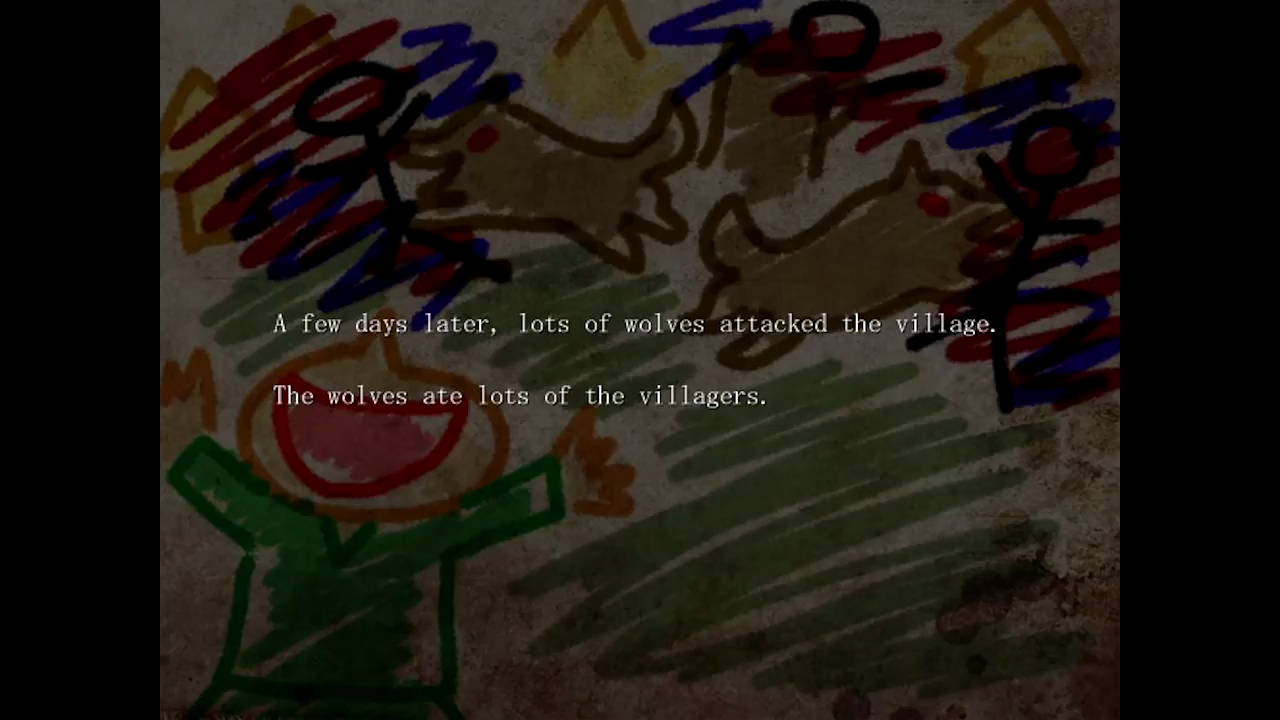 A few days later, lots of wolves attacked the village.
The wolves ate lots of the villagers.